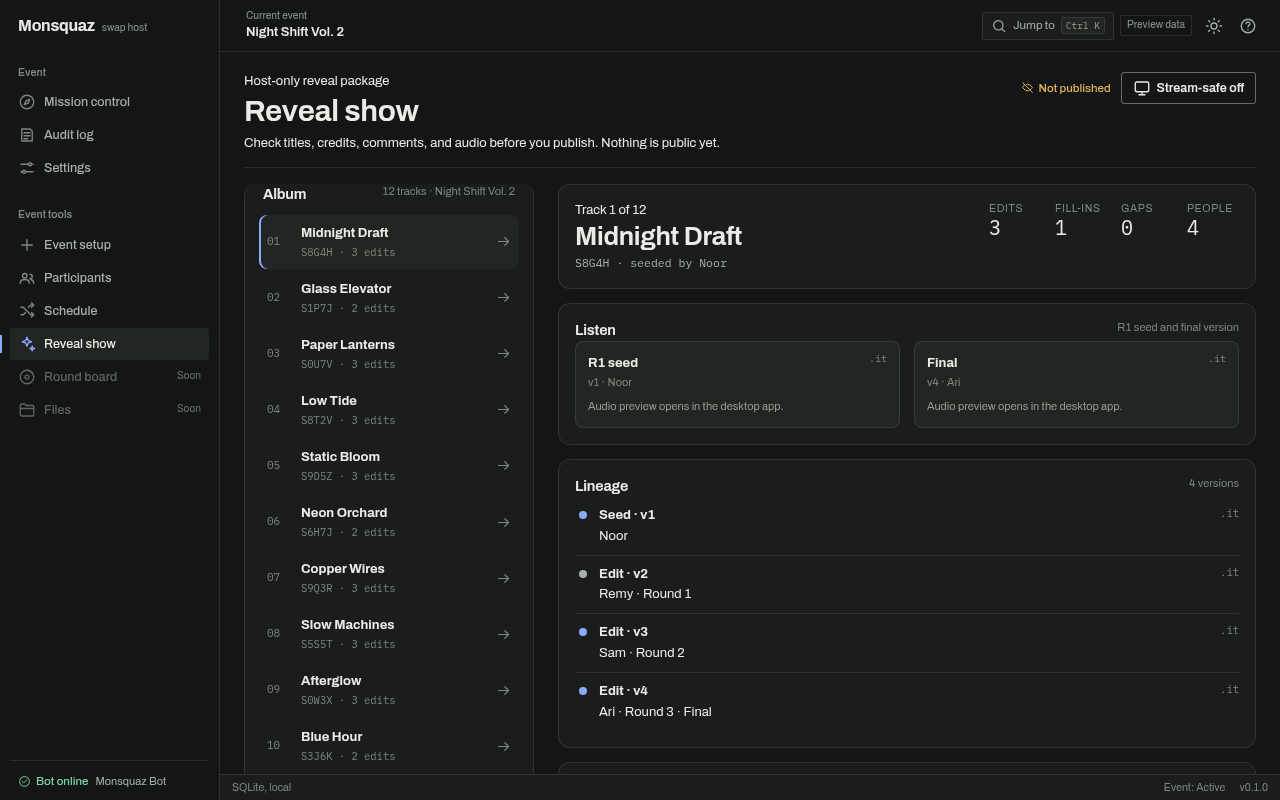 Monsquaz swap host
Event
Mission control
Audit log
Settings
Event tools
Event setup
Participants
Schedule
Reveal show
Round board Soon
Files Soon
Bot online Monsquaz Bot
Current event
Night Shift Vol. 2
Jump to Ctrl K
Preview data
Host-only reveal package
Reveal show
Check titles, credits, comments, and audio before you publish. Nothing is public yet.
Not published
Stream-safe off
Album 12 tracks · Night Shift Vol. 2
01 Midnight Draft
S8G4H · 3 edits
02 Glass Elevator
S1P7J · 2 edits
03 Paper Lanterns
S0U7V · 3 edits
04 Low Tide
S8T2V · 3 edits
05 Static Bloom
S9D5Z · 3 edits
06 Neon Orchard
S6H7J · 2 edits
07 Copper Wires
S9Q3R · 3 edits
08 Slow Machines
S5S5T · 3 edits
09 Afterglow
S0W3X · 3 edits
10 Blue Hour
S3J6K · 2 edits
Track 1 of 12
Midnight Draft
S8G4H · seeded by Noor
EDITS FILL-INS GAPS PEOPLE
3 1 0 4
Listen R1 seed and final version
R1 seed .it
v1 · Noor
Audio preview opens in the desktop app.
Final .it
v4 · Ari
Audio preview opens in the desktop app.
Lineage 4 versions
Seed · v1 .it
Noor
Edit · v2 .it
Remy · Round 1
Edit · v3 .it
Sam · Round 2
Edit · v4 .it
Ari · Round 3 · Final
SQLite, local
Event: Active v0.1.0